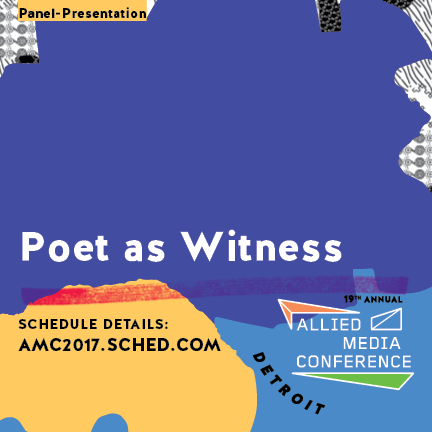 Panel-Presentation
Poet as Witness
SCHEDULE DETAILS:
AMC2017.SCHED.COM
19TH ANNUAL
ALLIED
MEDIA
CONFERENCE
DETROIT